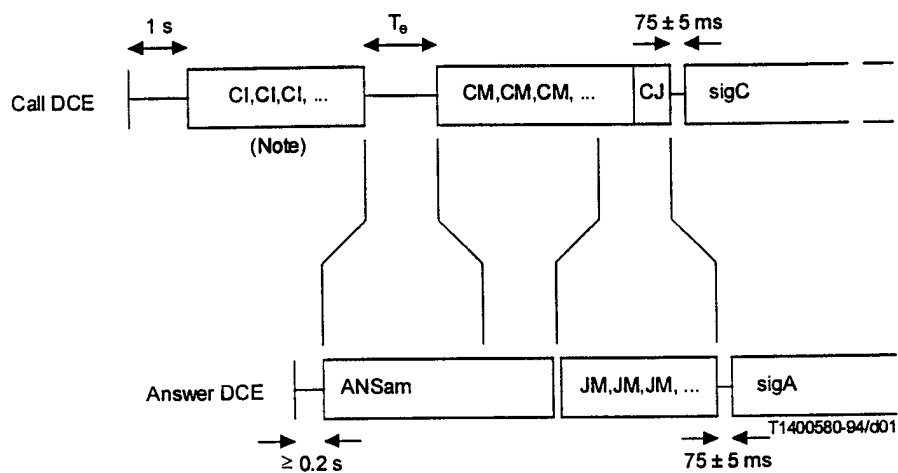 1 s
Te
75 ± 5 ms
Call DCE
CI,CI,CI, ...
CM,CM,CM, ...
CJ
sigC
(Note)
Answer DCE
ANSam
JM,JM,JM, ...
sigA
T1400580-94/d01
≥ 0,2 s
75 ± 5 ms